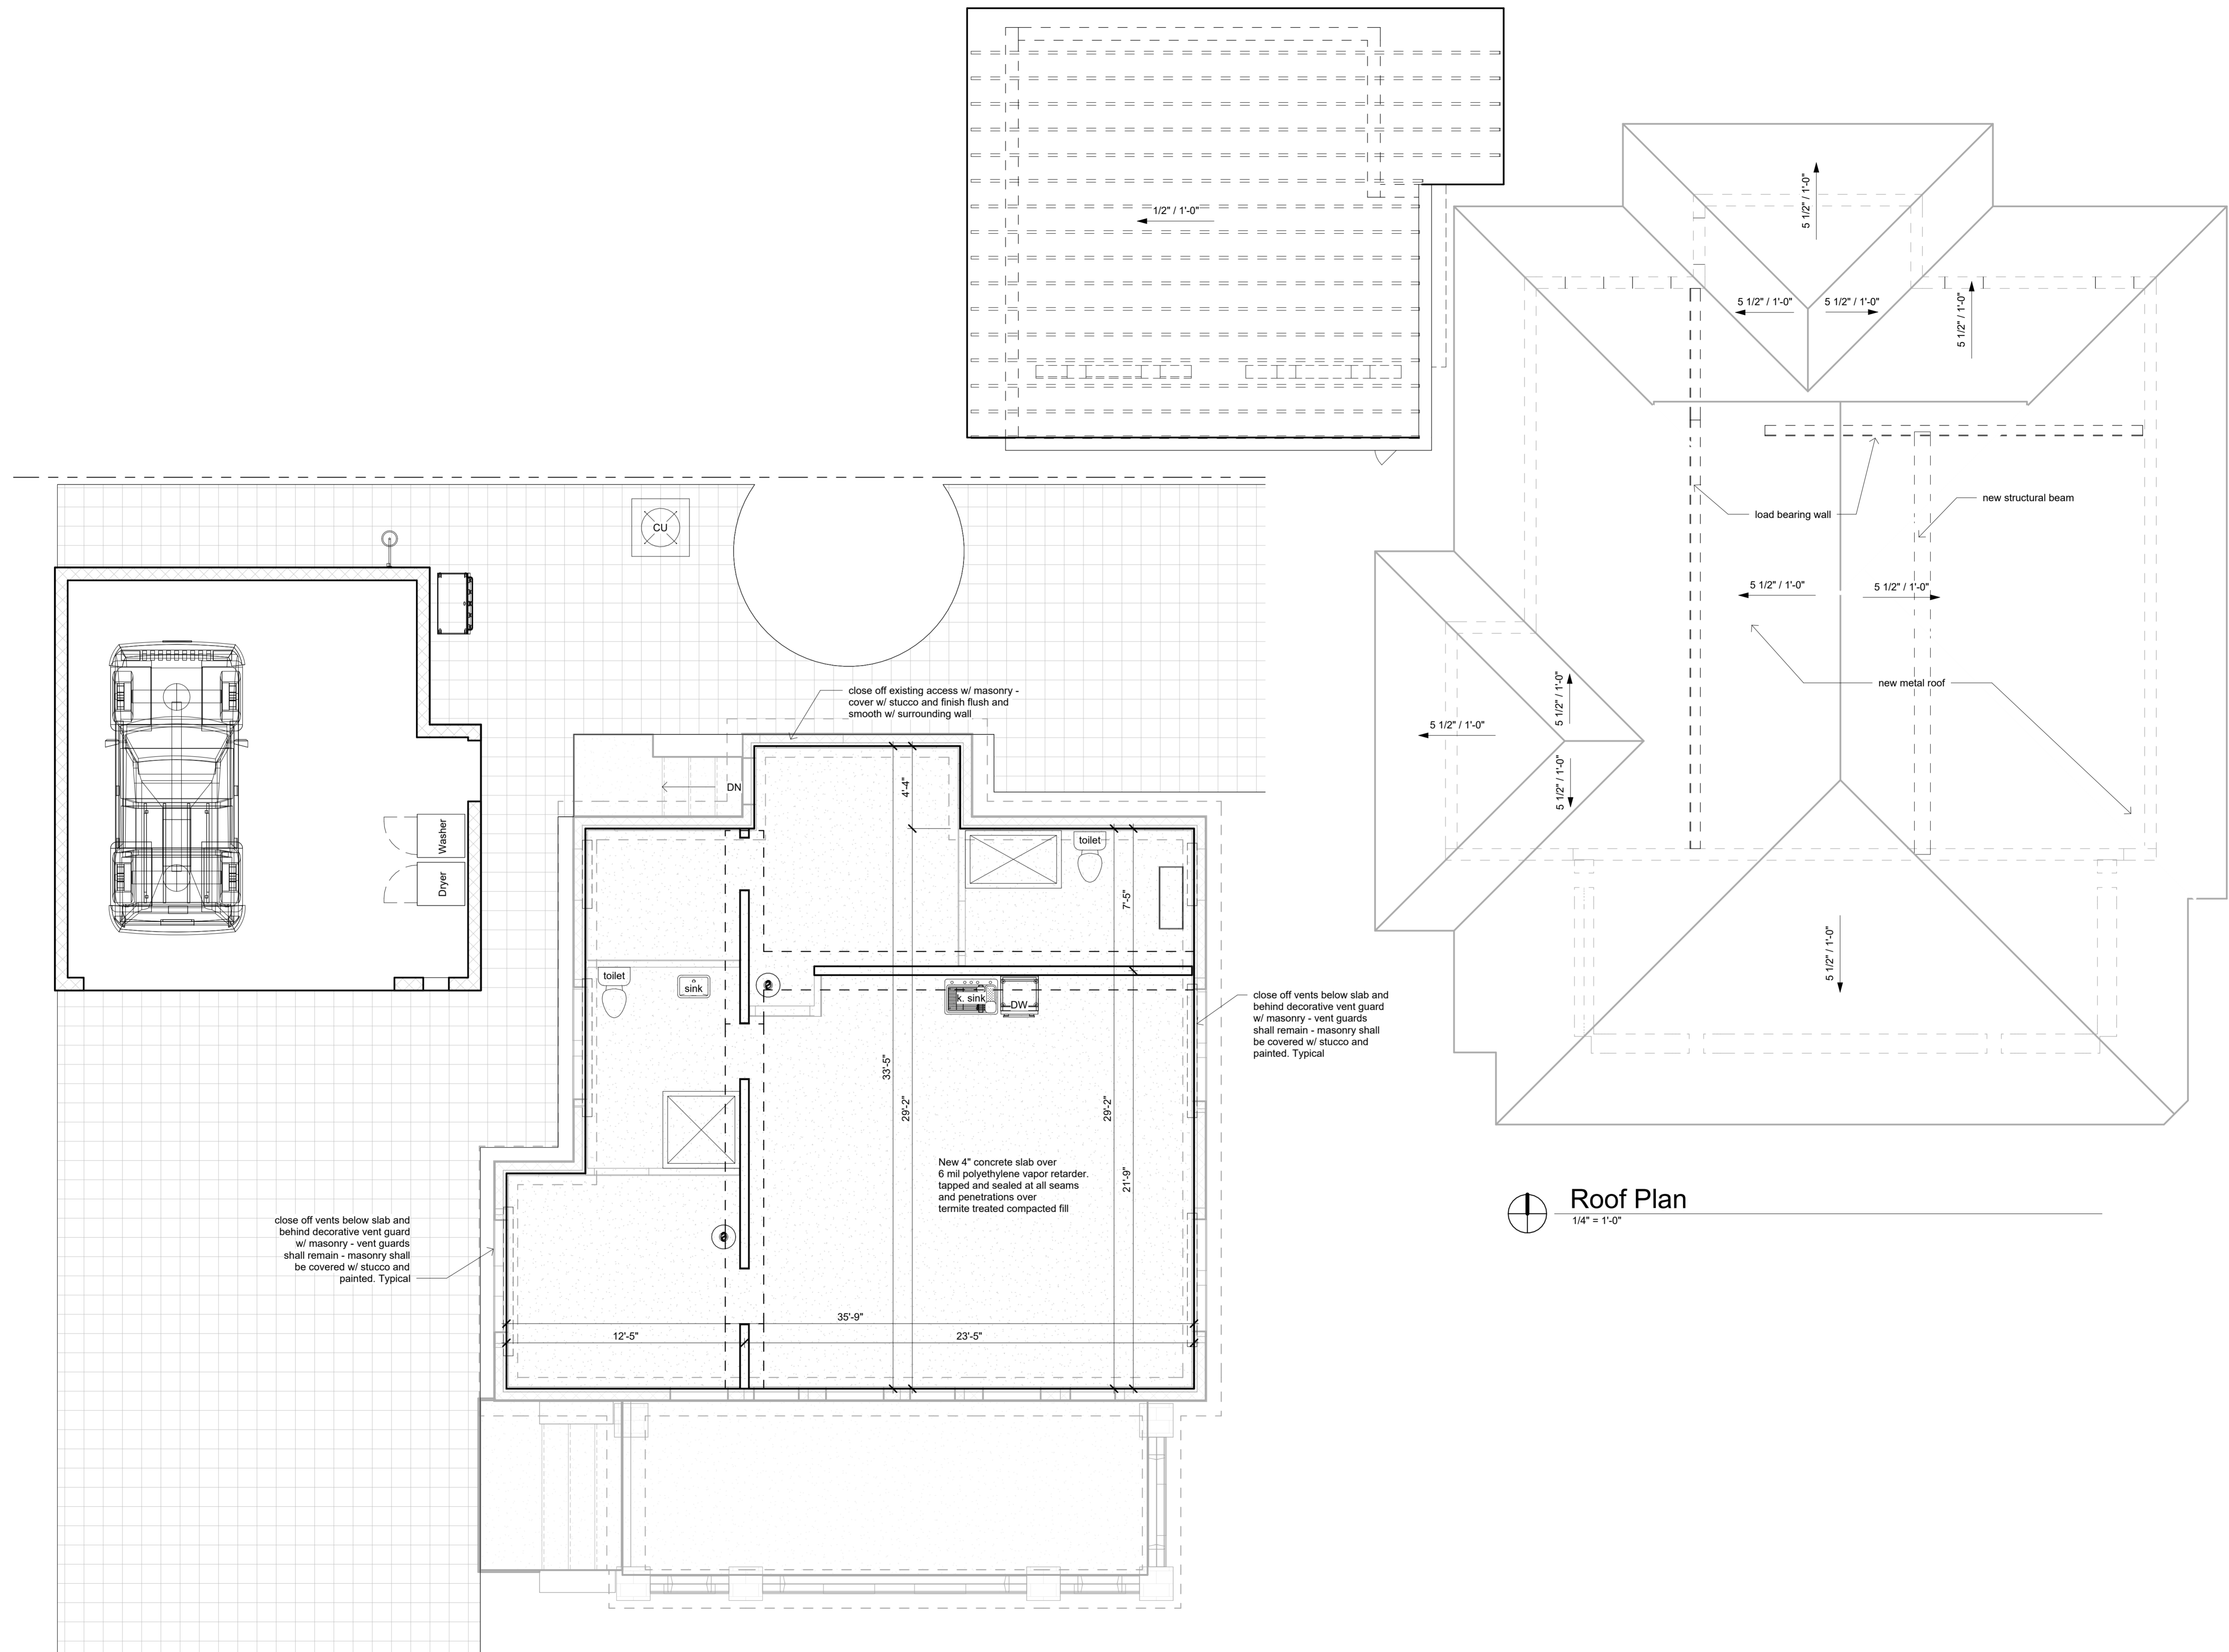 1/2" / 1'-0"
5 1/2" / 1'-0"
5 1/2" / 1'-0"
5 1/2" / 1'-0"
5 1/2" / 1'-0"
load bearing wall
new structural beam
5 1/2" / 1'-0"
5 1/2" / 1'-0"
new metal roof
5 1/2" / 1'-0"
5 1/2" / 1'-0"
5 1/2" / 1'-0"
5 1/2" / 1'-0"
Roof Plan
1/4" = 1'-0"
CU
Washer
Dryer
close off existing access w/ masonry -
cover w/ stucco and finish flush and
smooth w/ surrounding wall
DN
4'-4"
toilet
7'-5"
toilet
sink
k. sink
DW
close off vents below slab and
behind decorative vent guard
w/ masonry - vent guards
shall remain - masonry shall
be covered w/ stucco and
painted. Typical
33'-5"
29'-2"
29'-2"
21'-9"
New 4" concrete slab over
6 mil polyethylene vapor retarder.
tapped and sealed at all seams
and penetrations over
termite treated compacted fill
close off vents below slab and
behind decorative vent guard
w/ masonry - vent guards
shall remain - masonry shall
be covered w/ stucco and
painted. Typical
35'-9"
12'-5"
23'-5"